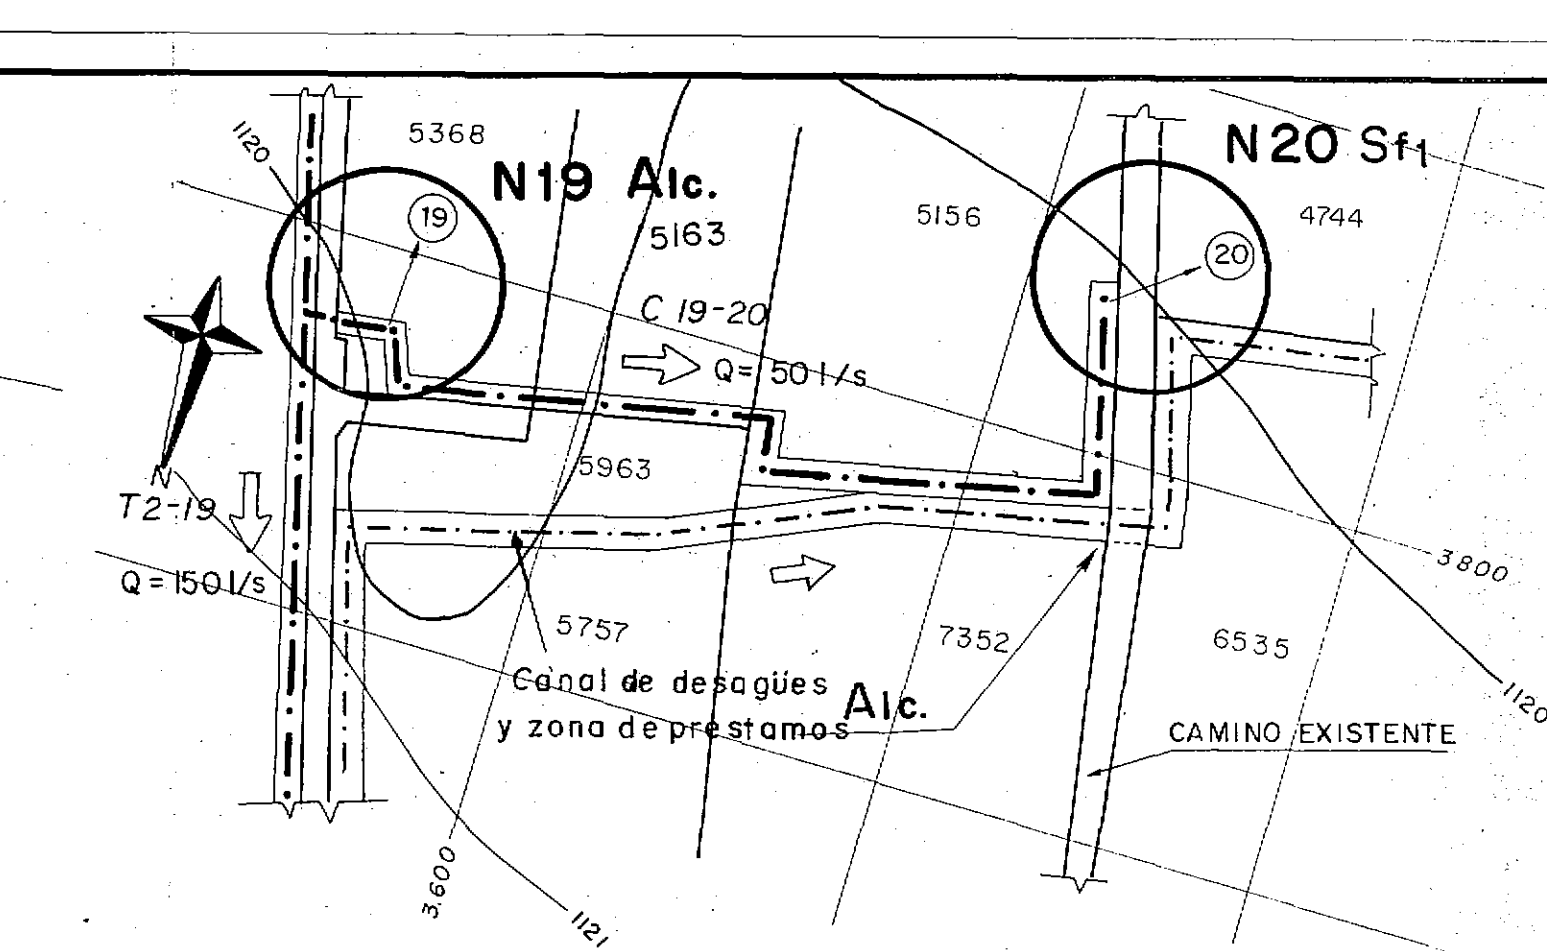 1120
5368
N19 Alc.
N20 Sf1
19
5163
5156
4744
20
C 19-20
Q= 50 l/s
N
T2-19
5963
Q=150 l/s
3800
5757
7352
6535
Canal de desagües
y zona de prestamos
Alc.
1120
CAMINO EXISTENTE
3.600
1121